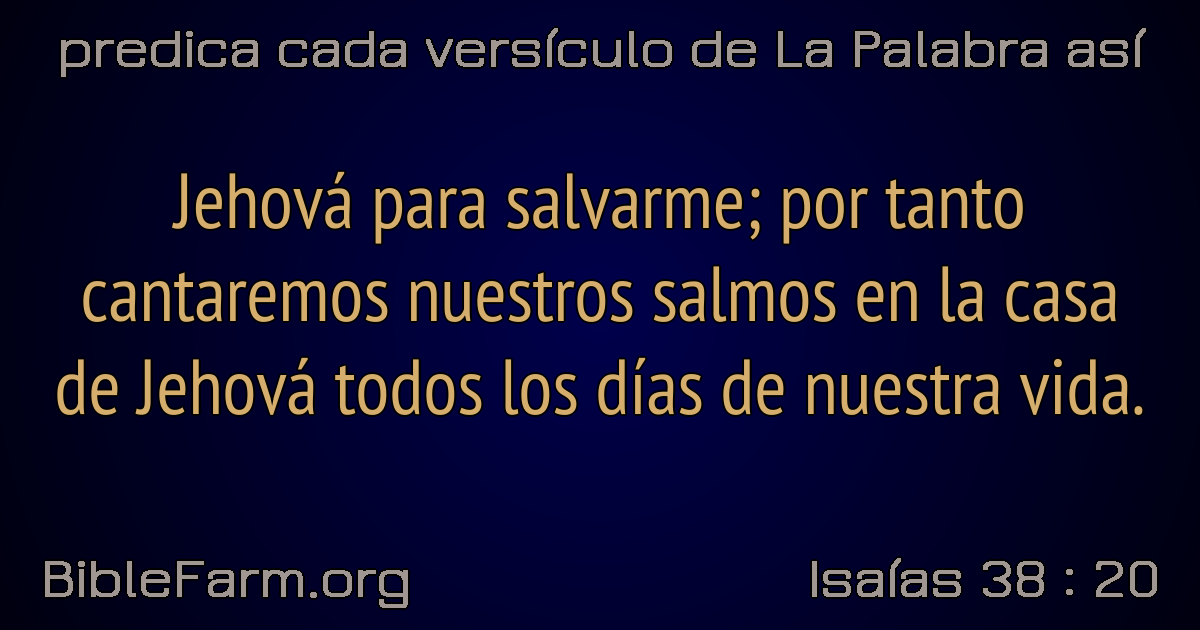 predica cada versículo de La Palabra así
Jehová para salvarme; por tanto
cantaremos nuestros salmos en la casa
de Jehová todos los días de nuestra vida.
BibleFarm.org
Isaías 38 : 20